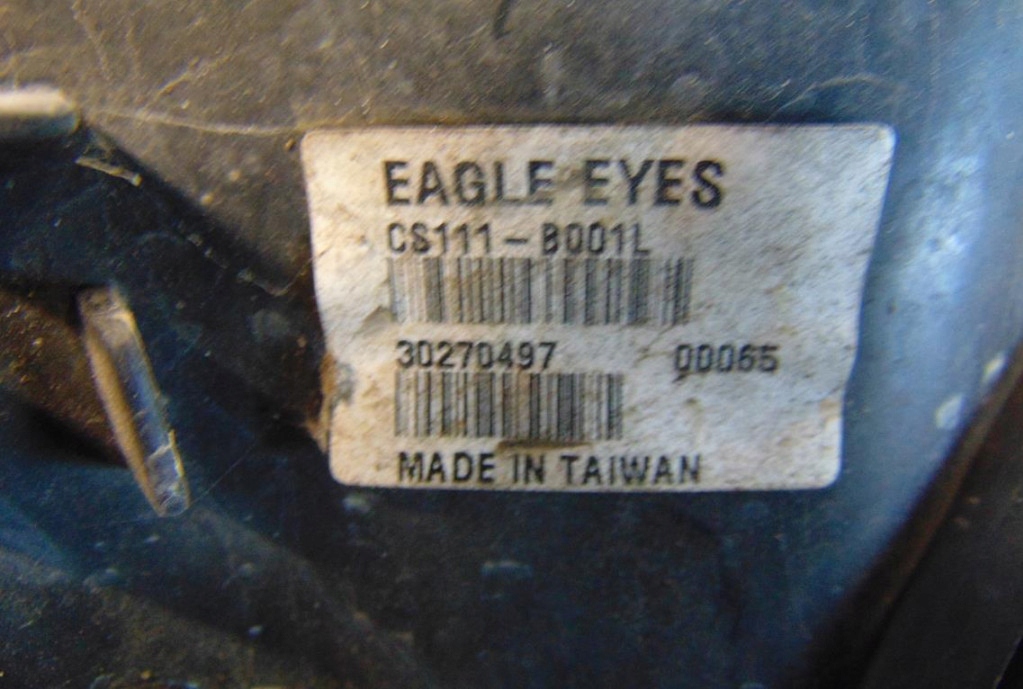 EAGLE EYES
CS111-B001L
30270497 00065
MADE IN TAIWAN